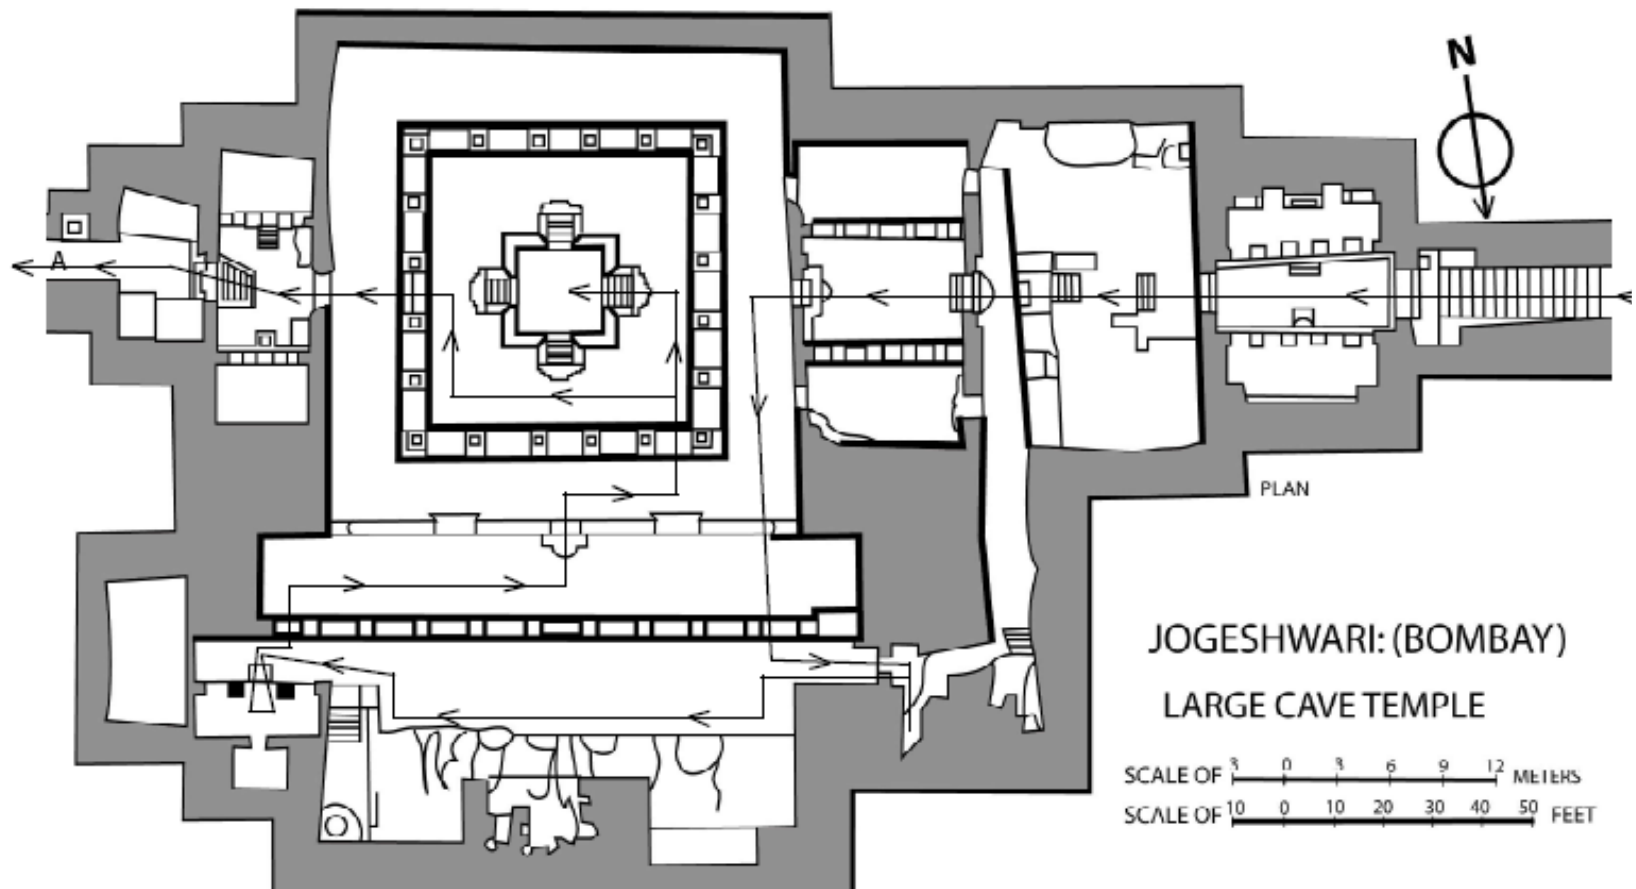 N
A
PLAN
JOGESHWARI: (BOMBAY)
LARGE CAVE TEMPLE
SCALE OF 3 0 3 6 9 12 METERS
SCALE OF 10 0 10 20 30 40 50 FEET